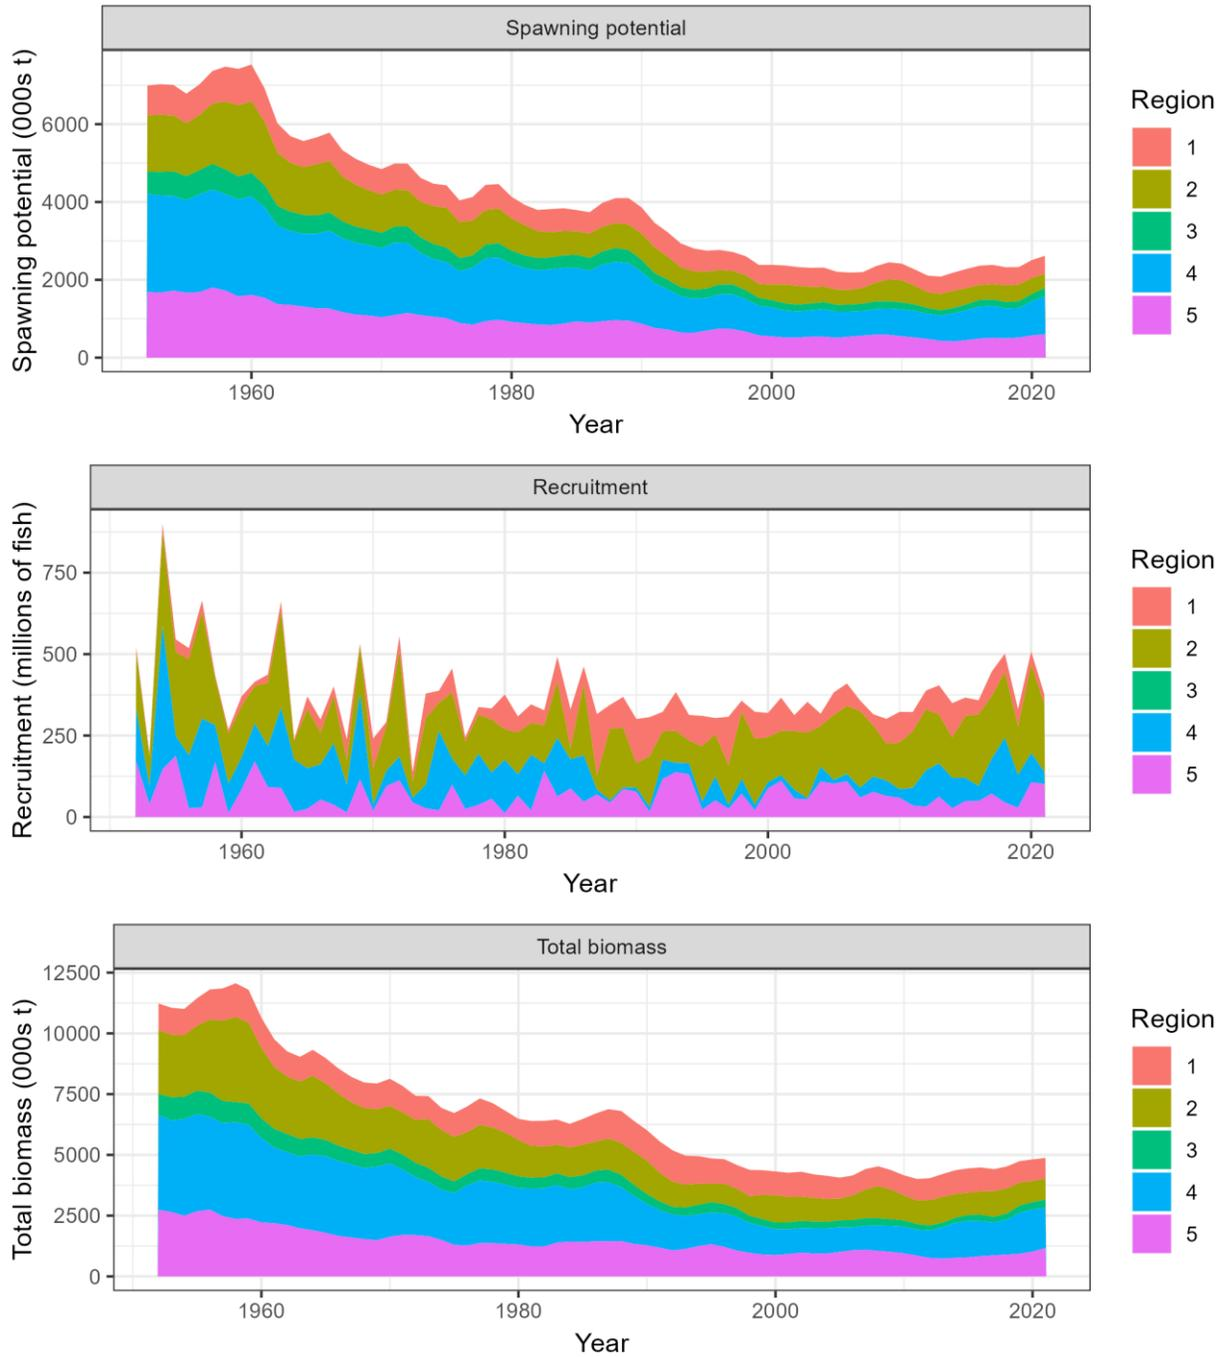 Spawning potential
Spawning potential (000s t)
6000
4000
2000
0
1960 1980 2000 2020
Year
Region
1
2
3
4
5
Recruitment
Recruitment (millions of fish)
750
500
250
0
1960 1980 2000 2020
Year
Region
1
2
3
4
5
Total biomass
Total biomass (000s t)
12500
10000
7500
5000
2500
0
1960 1980 2000 2020
Year
Region
1
2
3
4
5